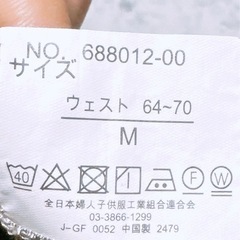 NO. 688012-00
サイズ
ウェスト 64~70
M
40 P F W
全日本婦人子供服工業組合連合会
03-3866-1299
J-GF 0052 中国製 2479